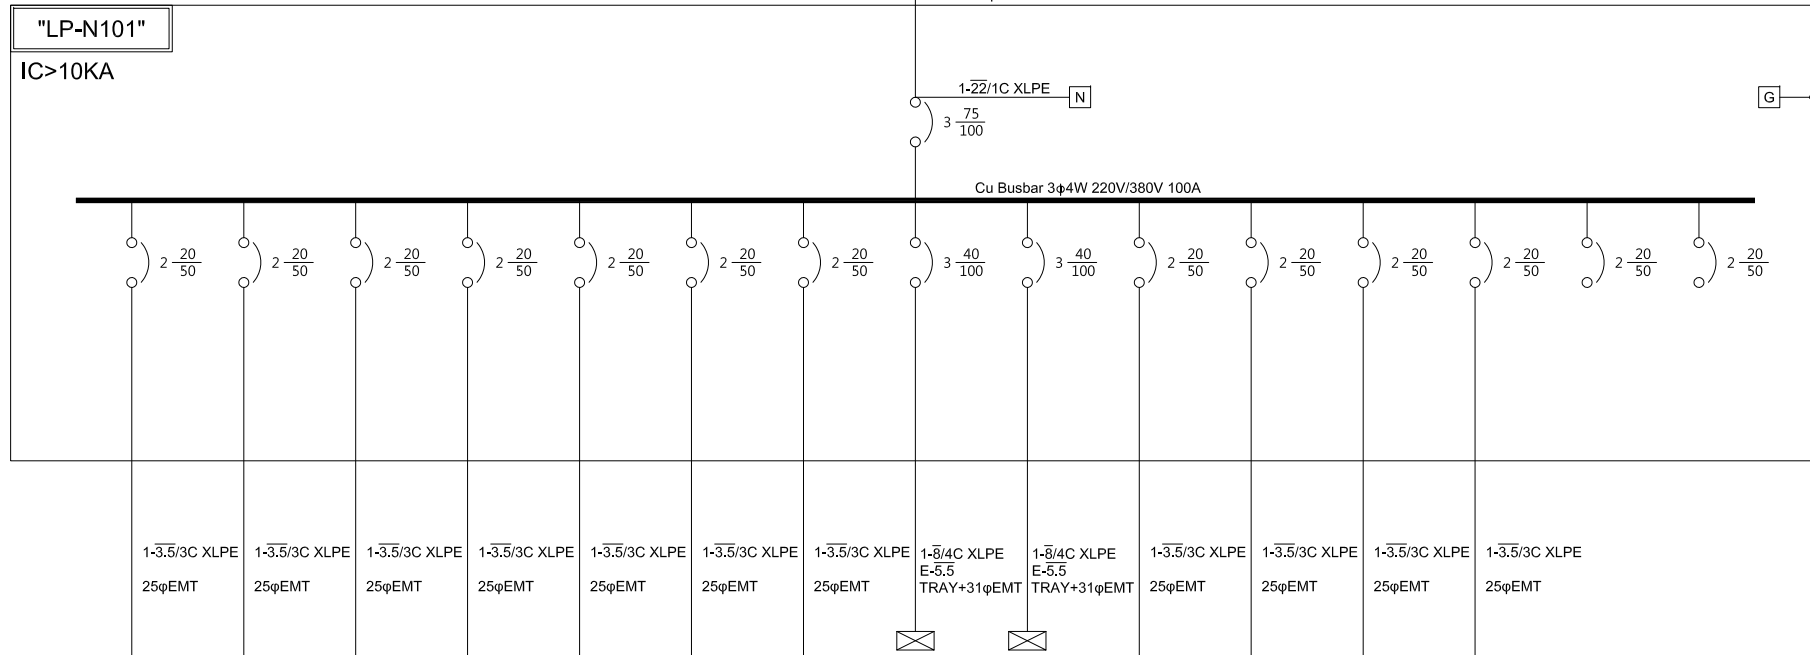 "LP-N101"
IC>10KA
1-22/1C XLPE
N
G
3 75/100
Cu Busbar 3φ4W 220V/380V 100A
2 20/50 2 20/50 2 20/50 2 20/50 2 20/50 2 20/50 2 20/50 3 40/100 3 40/100 2 20/50 2 20/50 2 20/50 2 20/50 2 20/50 2 20/50
1-3.5/3C XLPE
25φEMT
1-3.5/3C XLPE
25φEMT
1-3.5/3C XLPE
25φEMT
1-3.5/3C XLPE
25φEMT
1-3.5/3C XLPE
25φEMT
1-3.5/3C XLPE
25φEMT
1-3.5/3C XLPE
25φEMT
1-8/4C XLPE
E-5.5
TRAY+31φEMT
1-8/4C XLPE
E-5.5
TRAY+31φEMT
1-3.5/3C XLPE
25φEMT
1-3.5/3C XLPE
25φEMT
1-3.5/3C XLPE
25φEMT
1-3.5/3C XLPE
25φEMT